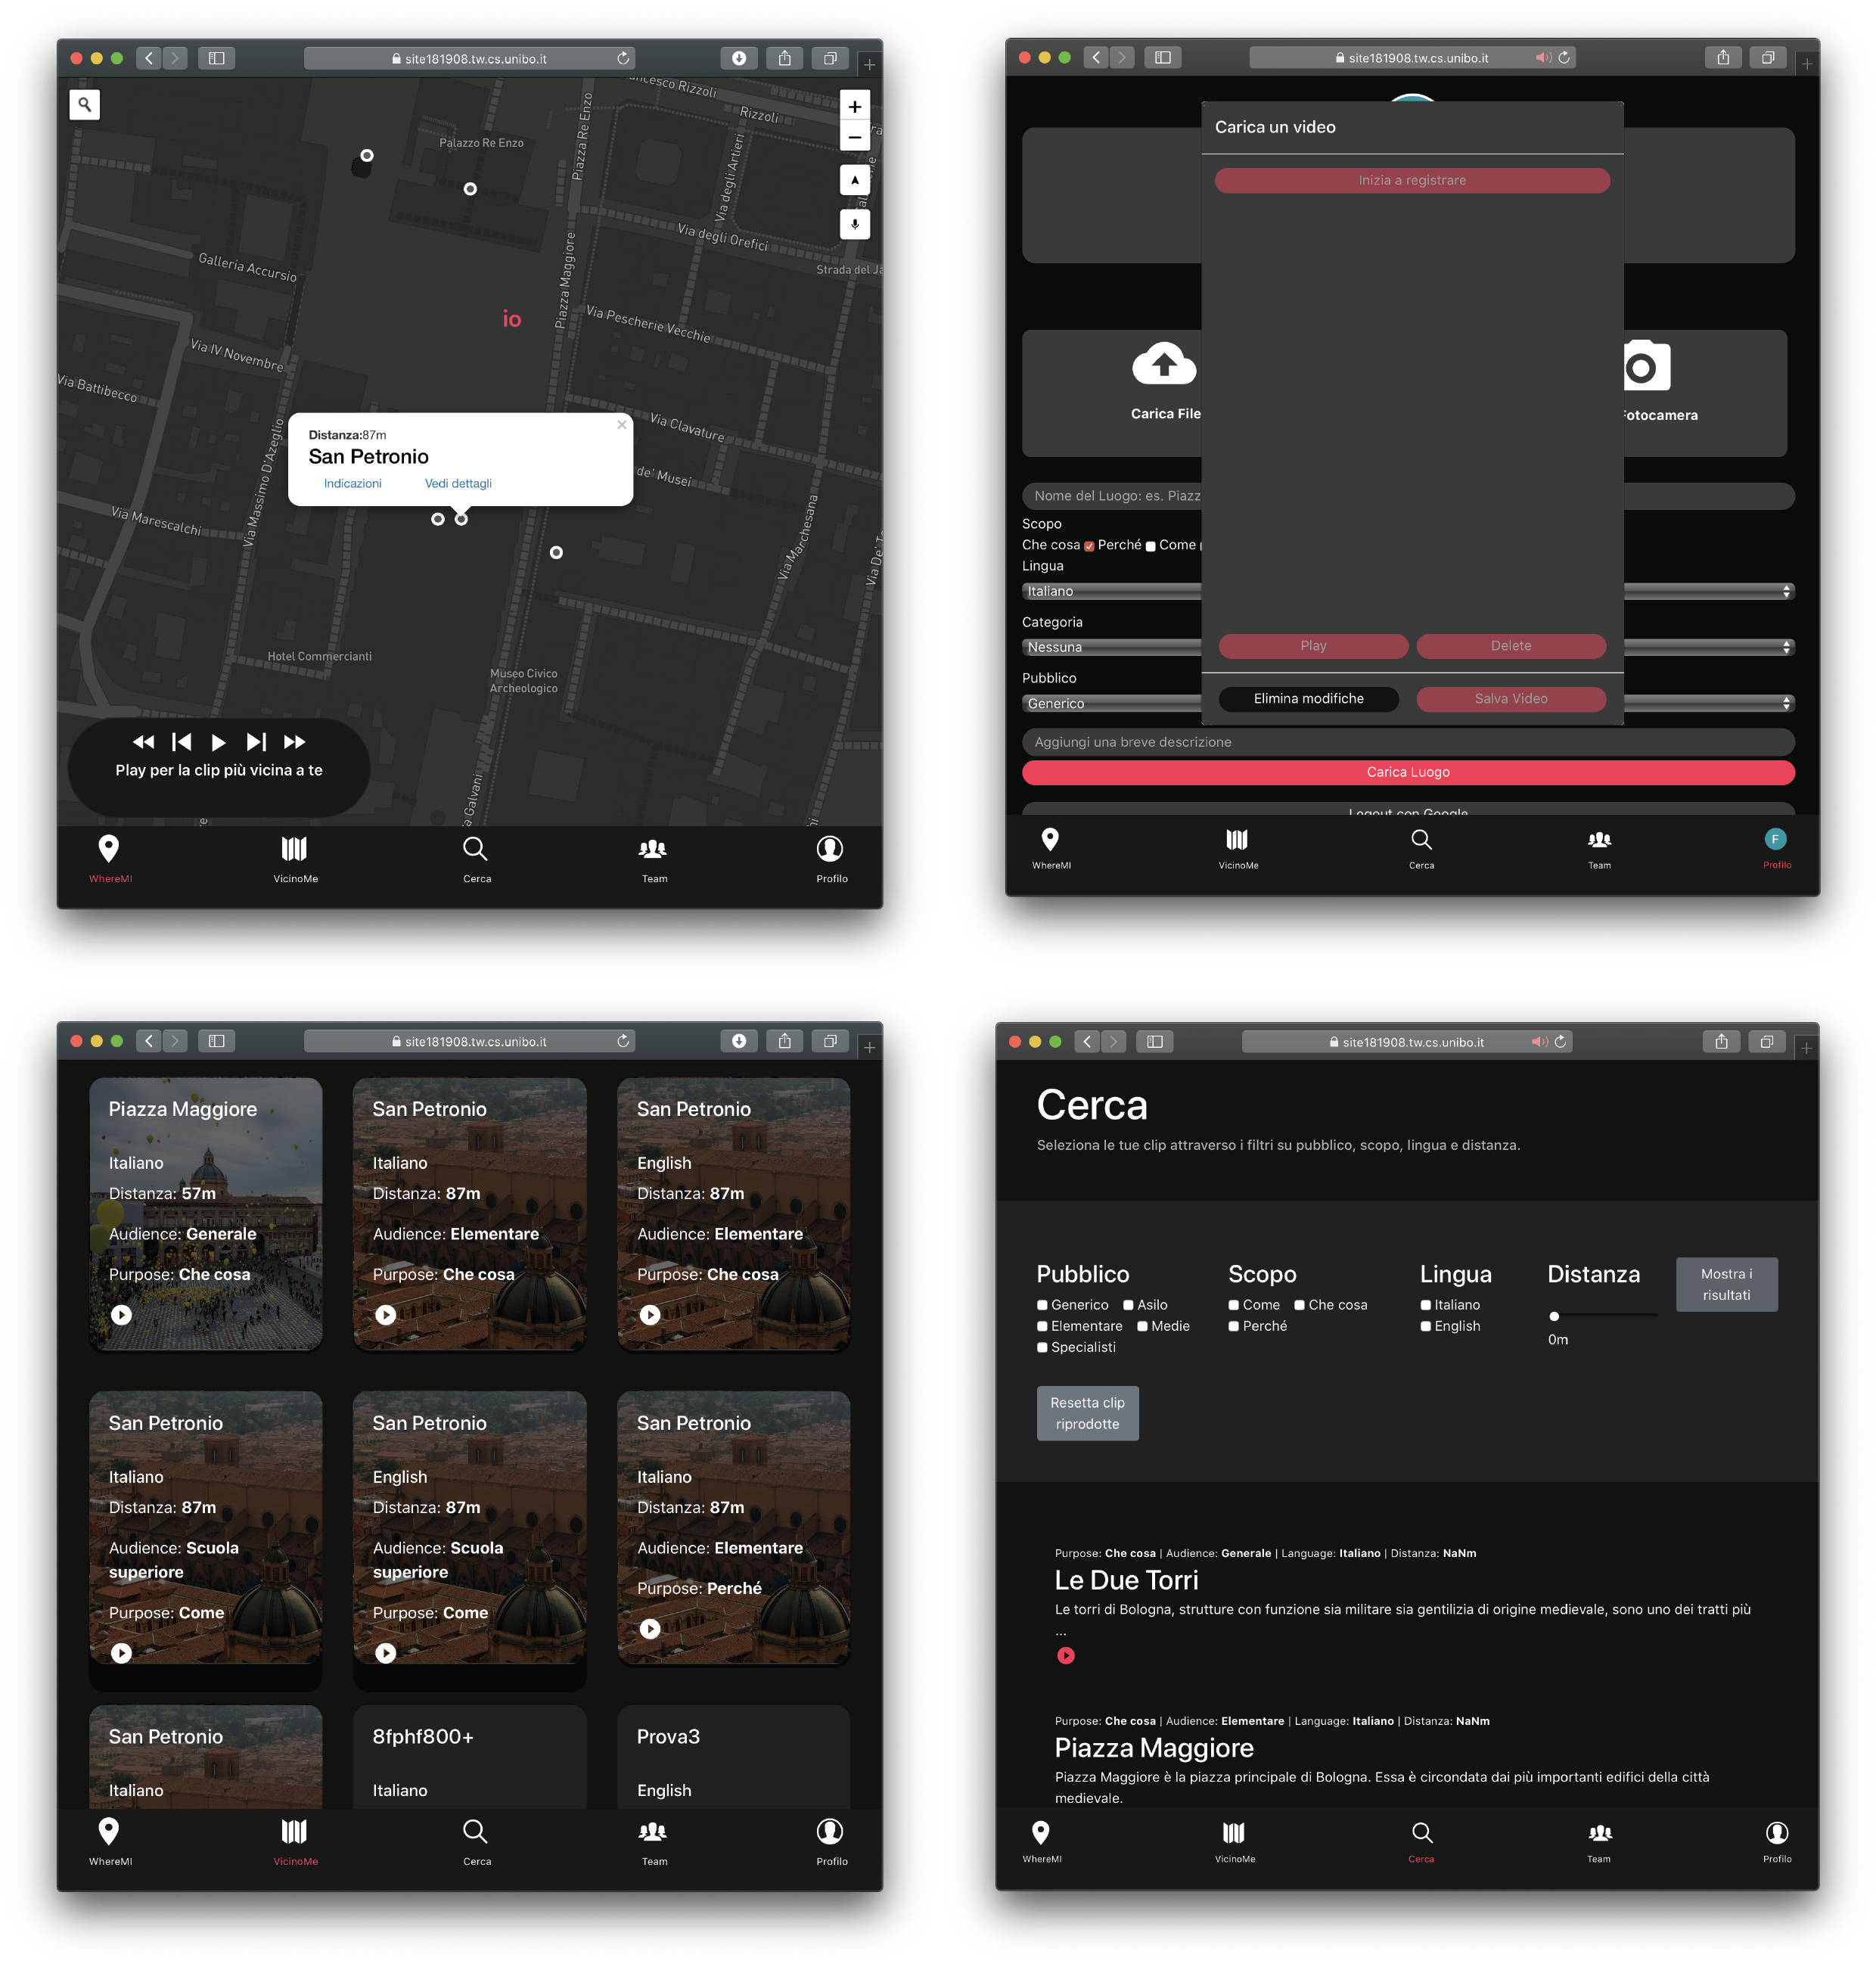 site181908.tw.cs.unibo.it
Rizzoli
Rizzoli
Palazzo Re Enzo
Piazza Re Enzo
Via degli Artieri
Via degli Orefici
Galleria Accursio
Piazza Maggiore
io
Via Pescherie Vecchie
Via IV Novembre
Via Battibecco
Via Clavature
Distanza:87m
San Petronio
Indicazioni Vedi dettagli
de' Musei
Via Massimo D'Azeglio
Via Marescalchi
Via Marchesana
Hotel Commercianti
Museo Civico
Archeologico
Galvani
Play per la clip più vicina a te
WhereMI VicinoMe Cerca Team Profilo
site181908.tw.cs.unibo.it
Carica un video
Inizia a registrare
Carica File
otocamera
Nome del Luogo: es. Piazz
Scopo
Che cosa Perché Come
Lingua
Italiano
Play Delete
Categoria
Nessuna
Pubblico
Elimina modifiche Salva Video
Generico
Aggiungi una breve descrizione
Carica Luogo
Logout con Google
F
WhereMI VicinoMe Cerca Team Profilo
site181908.tw.cs.unibo.it
Piazza Maggiore
Italiano
Distanza: 57m
Audience: Generale
Purpose: Che cosa
San Petronio
Italiano
Distanza: 87m
Audience: Elementare
Purpose: Che cosa
San Petronio
English
Distanza: 87m
Audience: Elementare
Purpose: Che cosa
San Petronio
Italiano
Distanza: 87m
Audience: Scuola
superiore
Purpose: Come
San Petronio
English
Distanza: 87m
Audience: Scuola
superiore
Purpose: Come
San Petronio
Italiano
Distanza: 87m
Audience: Elementare
Purpose: Perché
San Petronio
Italiano
8fphf800+
Italiano
Prova3
English
WhereMI VicinoMe Cerca Team Profilo
site181908.tw.cs.unibo.it
Cerca
Seleziona le tue clip attraverso i filtri su pubblico, scopo, lingua e distanza.
Pubblico
Generico Asilo
Elementare Medie
Specialisti
Scopo
Come Che cosa
Perché
Lingua
Italiano
English
Distanza
0m
Mostra i
risultati
Resetta clip
riprodotte
Purpose: Che cosa | Audience: Generale | Language: Italiano | Distanza: NaNm
Le Due Torri
Le torri di Bologna, strutture con funzione sia militare sia gentilizia di origine medievale, sono uno dei tratti più
...
Purpose: Che cosa | Audience: Elementare | Language: Italiano | Distanza: NaNm
Piazza Maggiore
Piazza Maggiore è la piazza principale di Bologna. Essa è circondata dai più importanti edifici della città
medievale.
WhereMI VicinoMe Cerca Team Profilo